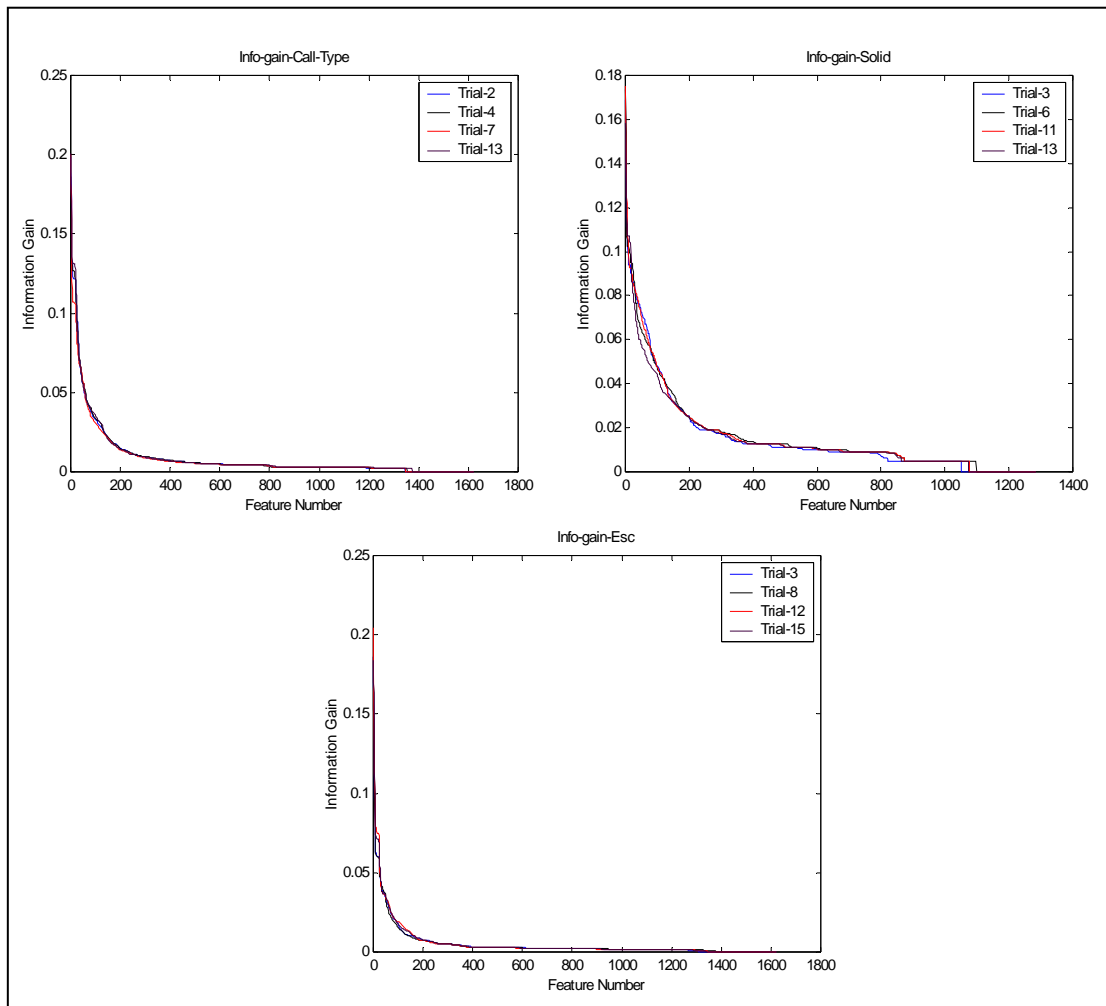 Info-gain-Call-Type
0.25
0.2
0.15
0.1
0.05
0
Information Gain
0 200 400 600 800 1000 1200 1400 1600 1800
Feature Number
Trial-2
Trial-4
Trial-7
Trial-13
Info-gain-Solid
0.18
0.16
0.14
0.12
0.1
0.08
0.06
0.04
0.02
0
Information Gain
0 200 400 600 800 1000 1200 1400
Feature Number
Trial-3
Trial-6
Trial-11
Trial-13
Info-gain-Esc
0.25
0.2
0.15
0.1
0.05
0
Information Gain
0 200 400 600 800 1000 1200 1400 1600 1800
Feature Number
Trial-3
Trial-8
Trial-12
Trial-15